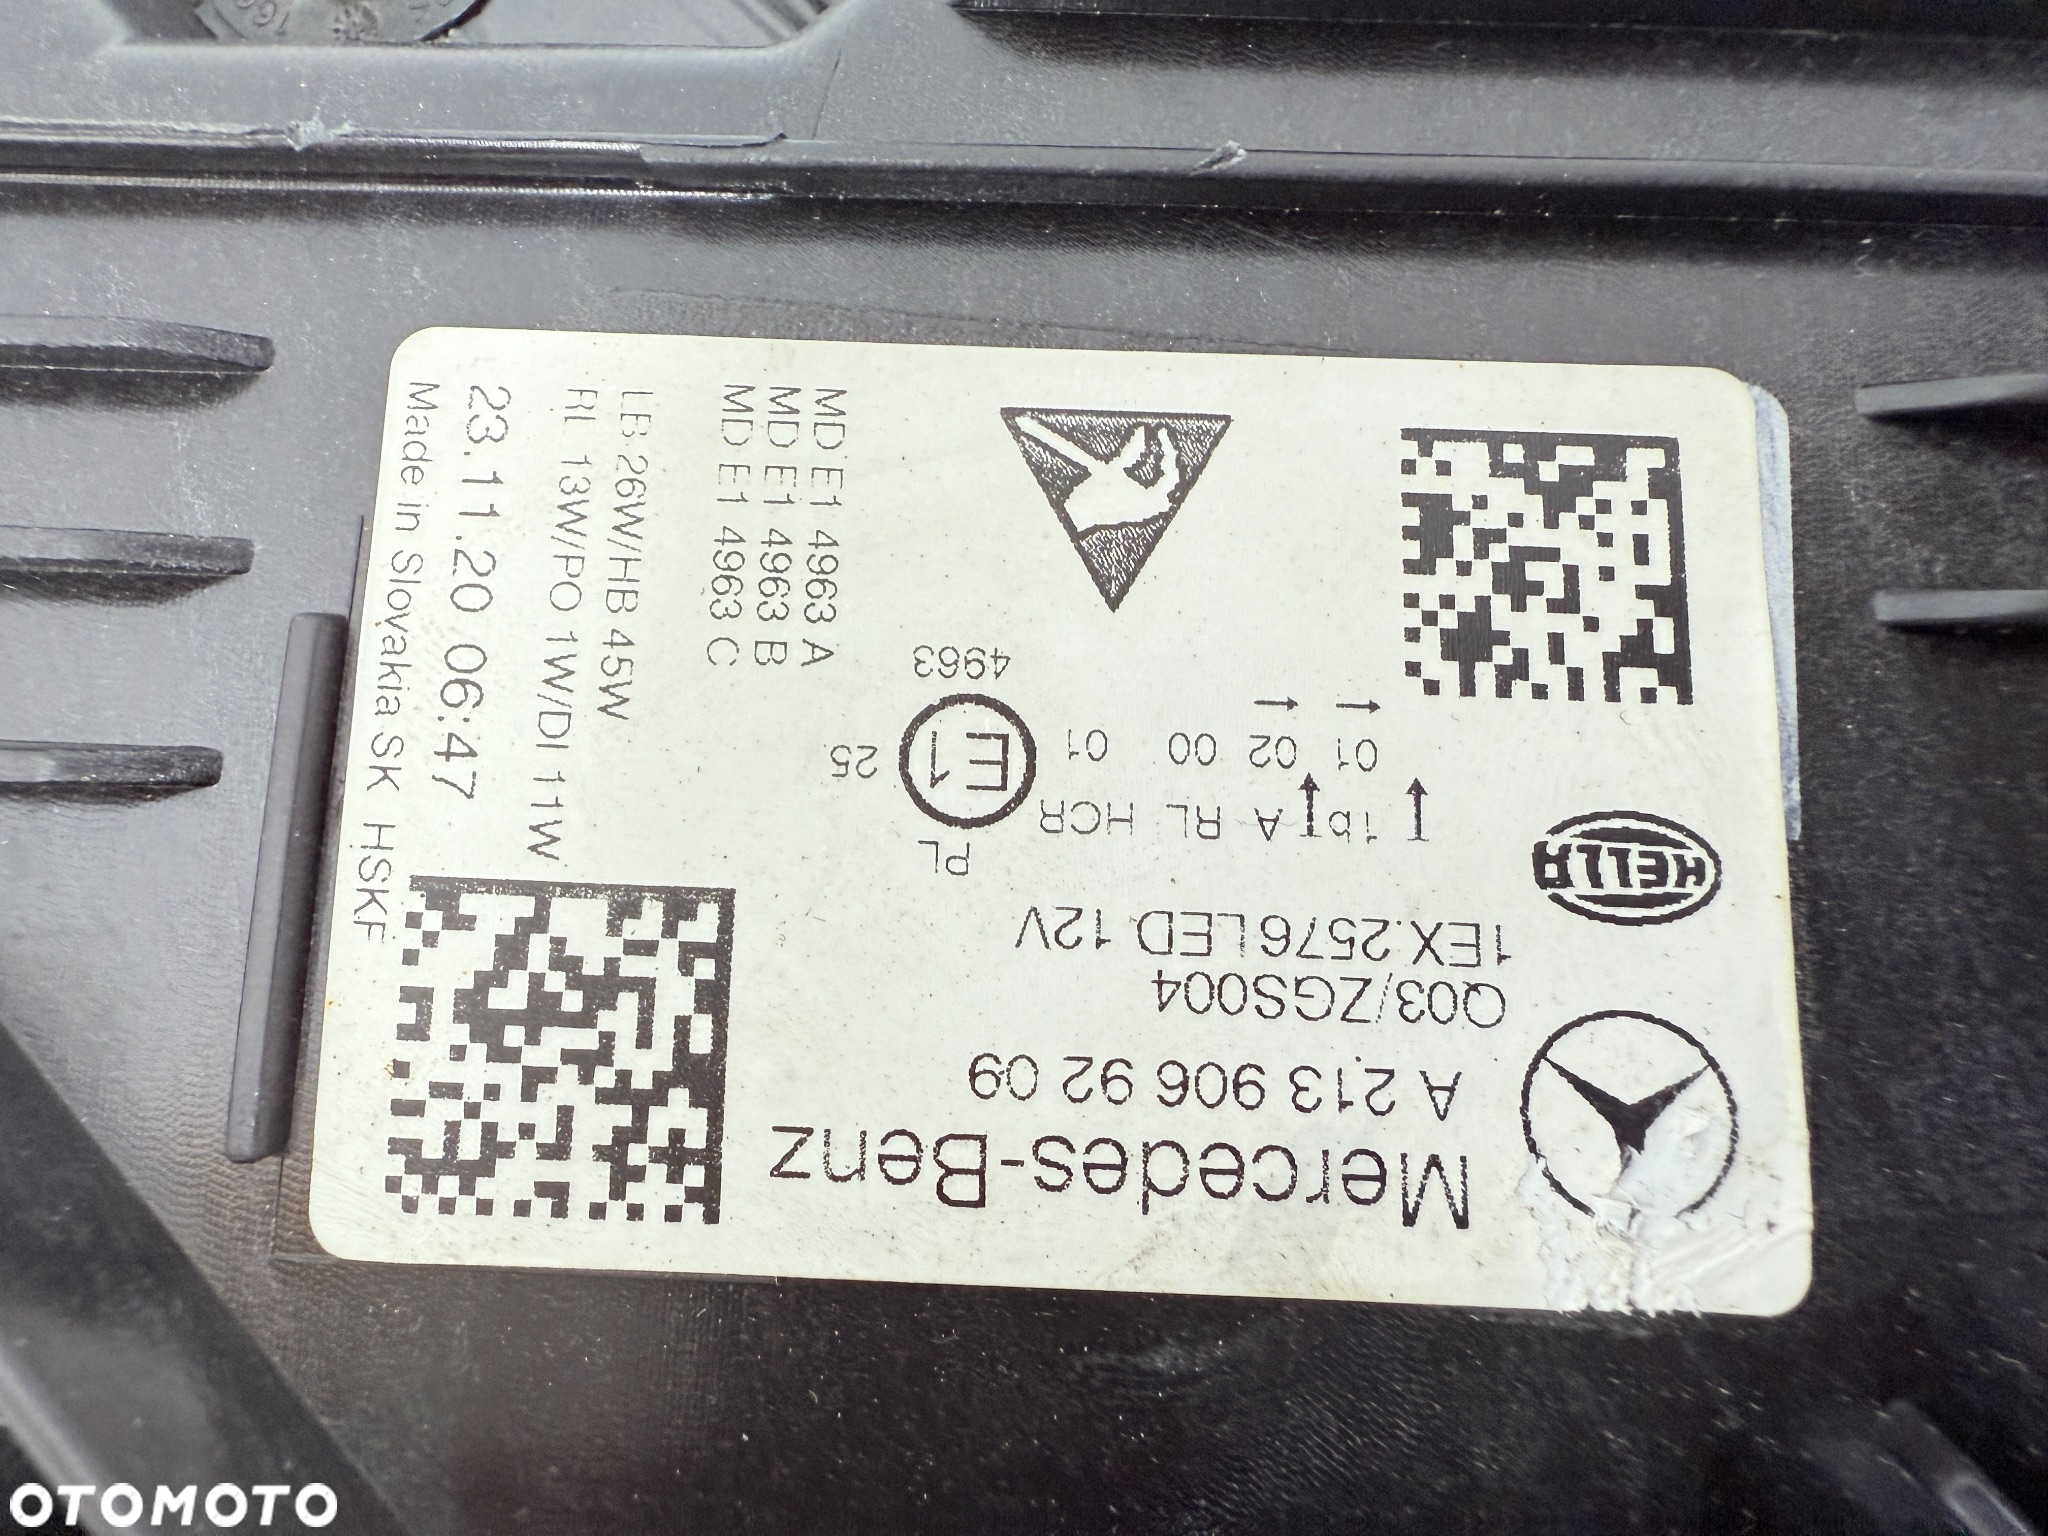 Mercedes-Benz
A 213 906 92 09
Q03/ZGS004
1EX.2576 LED 12V
HELLA
1b A RL HCR PL
01 02 00 01
E1
25
4963
MD E1 4963 A
MD E1 4963 B
MD E1 4963 C
LB 26W/HB 45W
RL 13W/PO 1W/DI 11W
23.11.20 06:47
Made in Slovakia SK HSKF
OTOMOTO